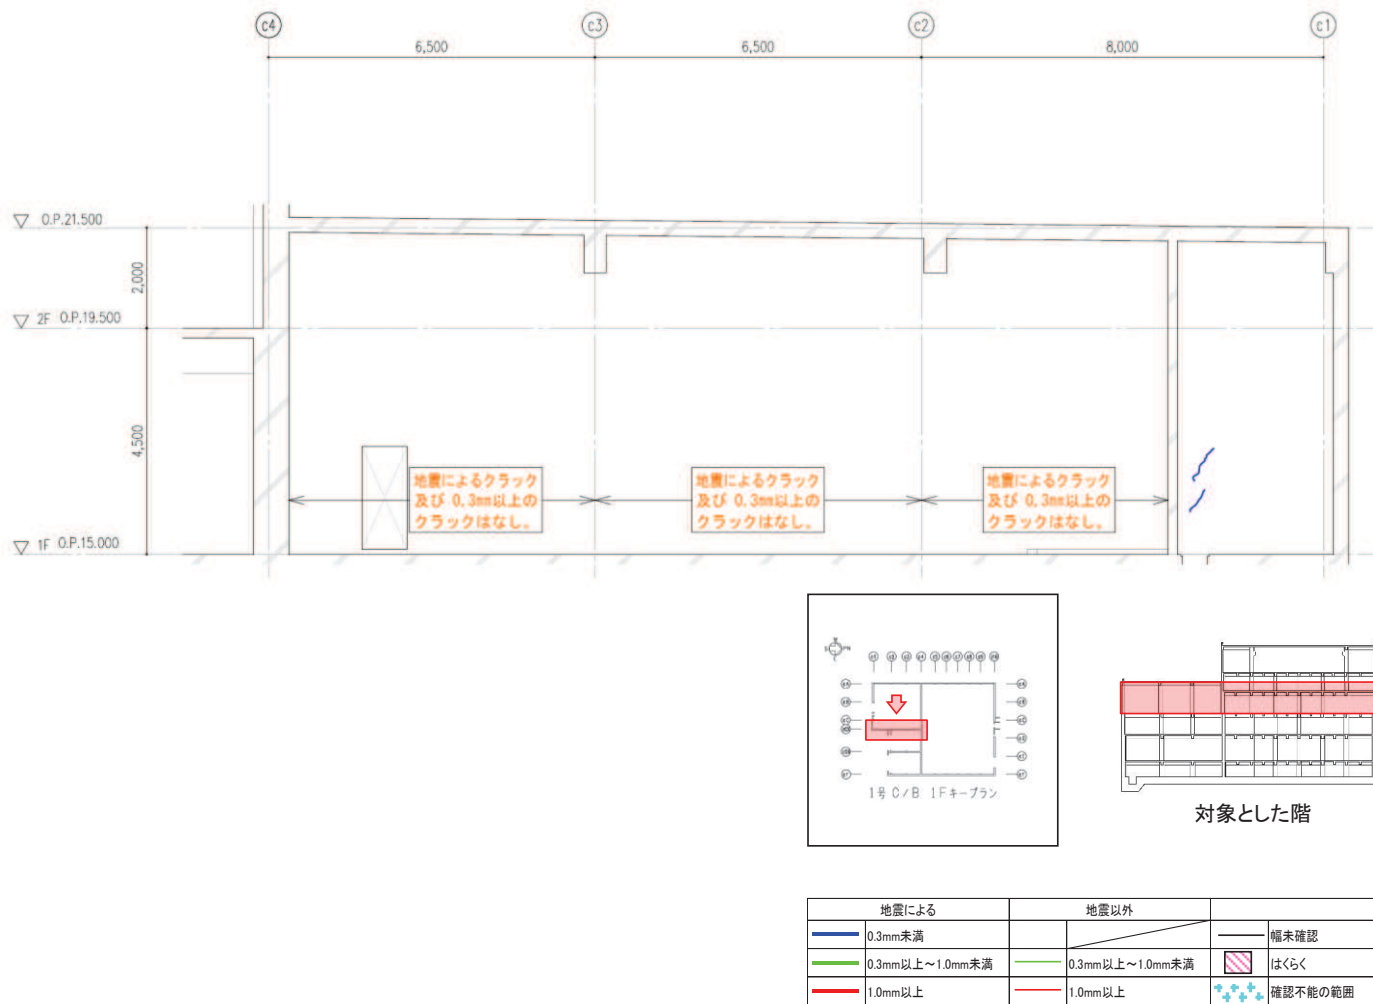 c4 c3 c2 c1
6,500 6,500 8,000
O.P.21.500
2,000
2F O.P.19.500
4,500
地震によるクラック
及び 0.3mm以上の
クラックはなし。
地震によるクラック
及び 0.3mm以上の
クラックはなし。
地震によるクラック
及び 0.3mm以上の
クラックはなし。
1F O.P.15.000
1号 C/B 1Fキープラン
対象とした階
地震による 地震以外
0.3mm未満 幅未確認
0.3mm以上～1.0mm未満 0.3mm以上～1.0mm未満 はくらく
1.0mm以上 1.0mm以上 確認不能の範囲